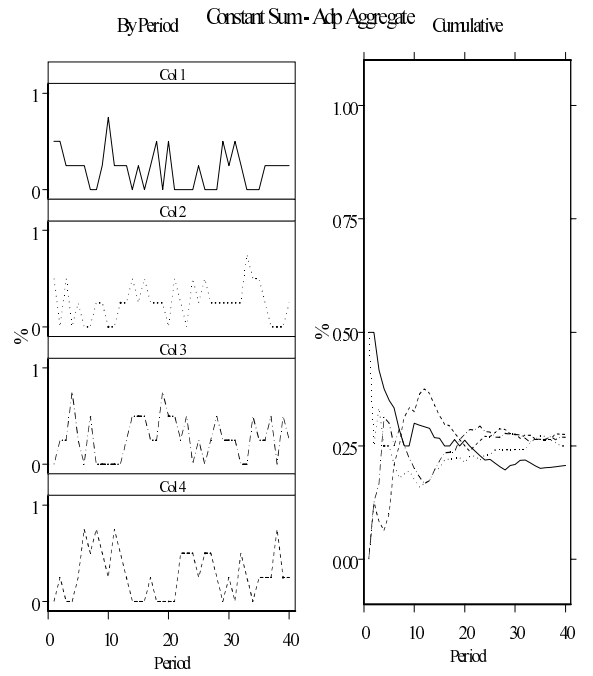 Constant Sum - Adp Aggregate
By Period
Cumulative
Col 1
1
0
Col 2
1
0
%
Col 3
1
0
Col 4
1
0
0 10 20 30 40
Period
1.00
0.75
0.50
%
0.25
0.00
0 10 20 30 40
Period